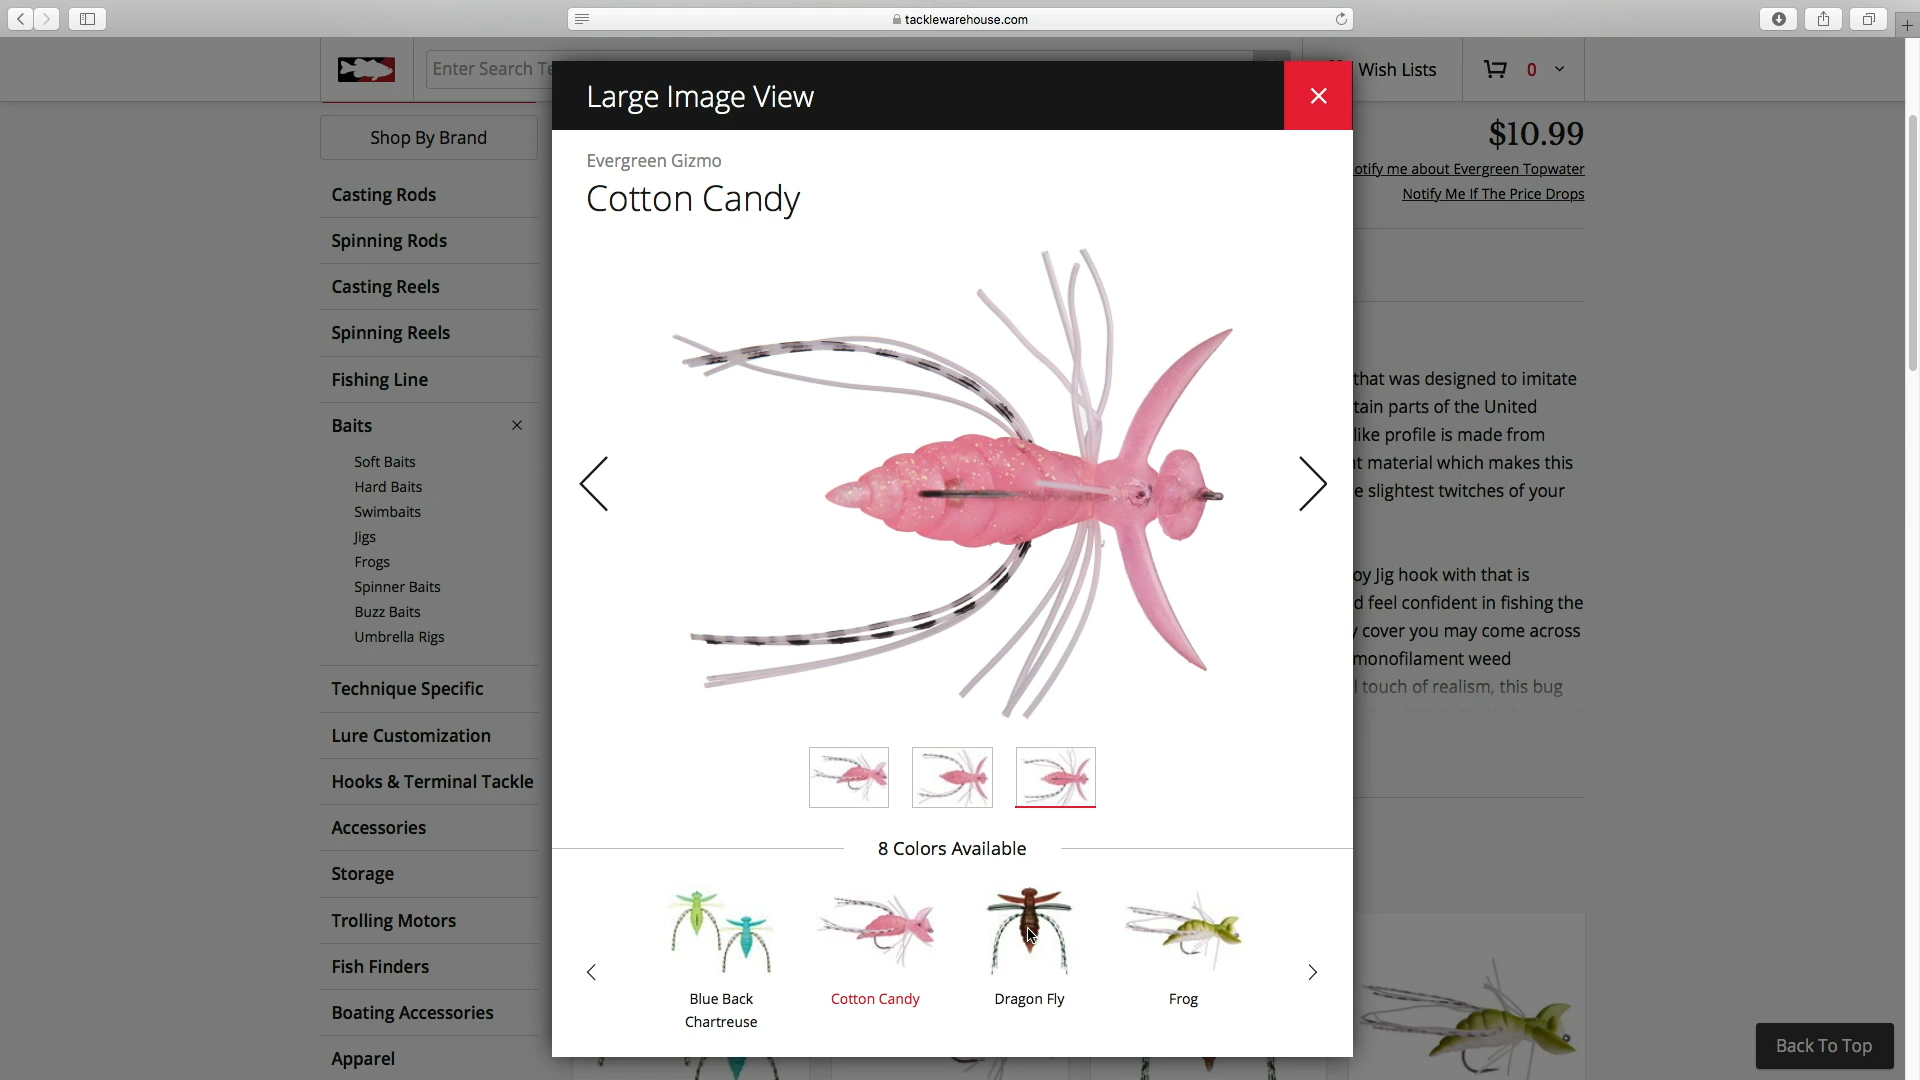 tacklewarehouse.com
Enter Search Te
Wish Lists
0
Large Image View
Shop By Brand
Casting Rods
Spinning Rods
Casting Reels
Spinning Reels
Fishing Line
Baits
Soft Baits
Hard Baits
Swimbaits
Jigs
Frogs
Spinner Baits
Buzz Baits
Umbrella Rigs
Technique Specific
Lure Customization
Hooks & Terminal Tackle
Accessories
Storage
Trolling Motors
Fish Finders
Boating Accessories
Apparel
Evergreen Gizmo
Cotton Candy
8 Colors Available
Blue Back
Chartreuse
Cotton Candy
Dragon Fly
Frog
$10.99
otify me about Evergreen Topwater
Notify Me If The Price Drops
that was designed to imitate
tain parts of the United
like profile is made from
t material which makes this
e slightest twitches of your
oy Jig hook with that is
d feel confident in fishing the
y cover you may come across
monofilament weed
l touch of realism, this bug
Back To Top